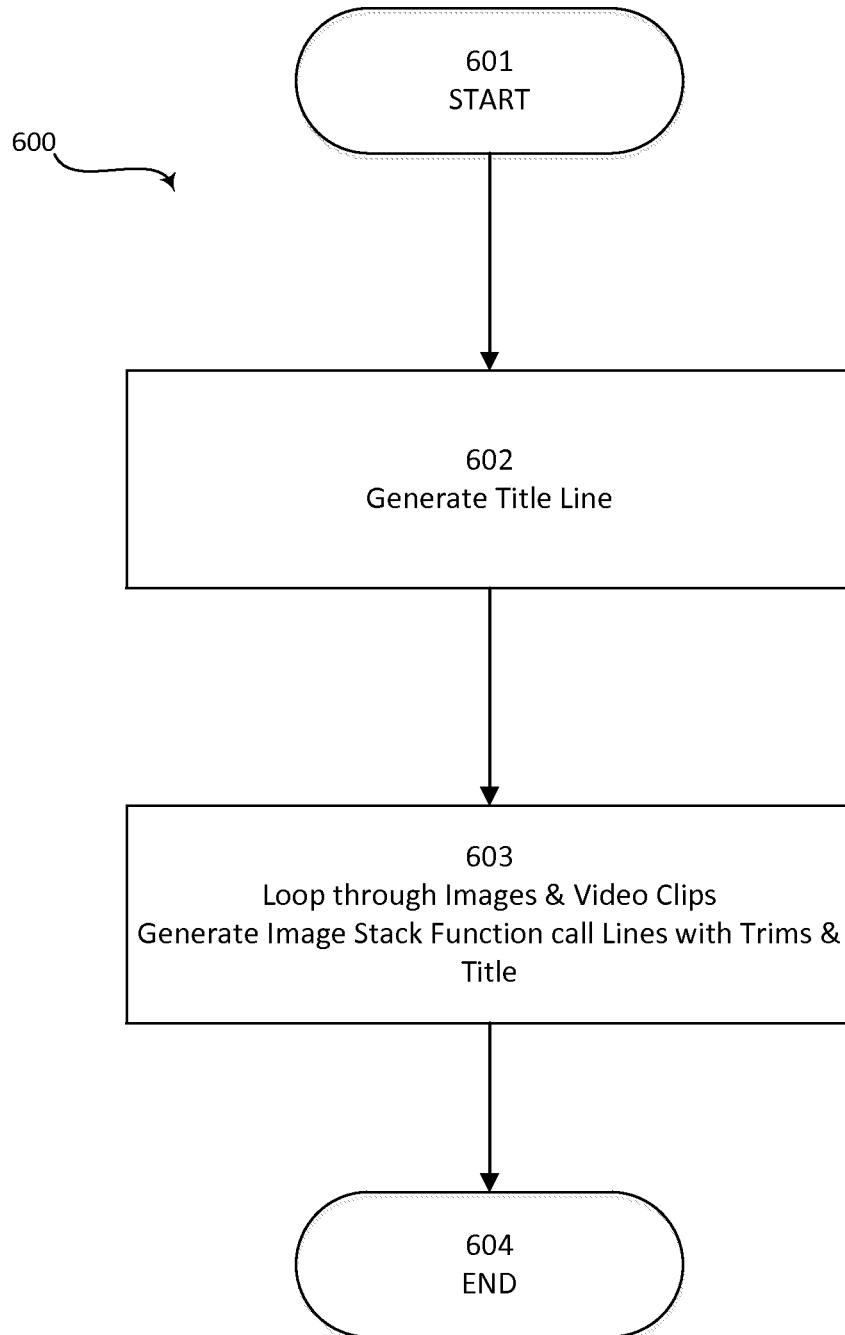 601
START
600
602
Generate Title Line
603
Loop through Images & Video Clips
Generate Image Stack Function call Lines with Trims &
Title
604
END